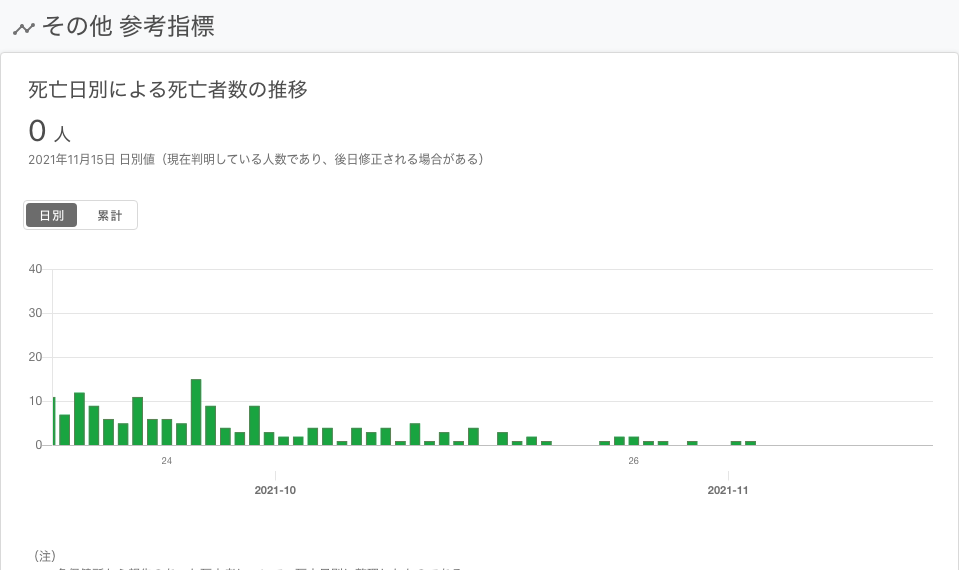 その他 参考指標
死亡日別による死亡者数の推移
0 人
2021年11月15日 日別値（現在判明している人数であり、後日修正される場合がある）
日別 累計
40
30
20
10
0
24 26
2021-10 2021-11
（注）